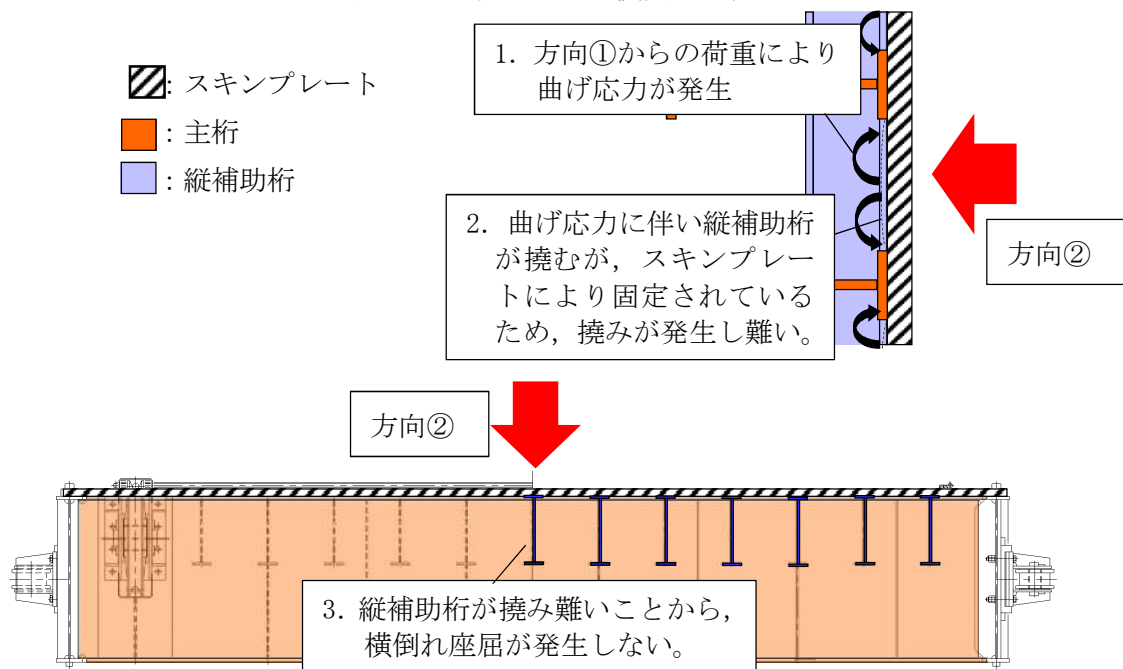 1. 方向①からの荷重により
曲げ応力が発生
: スキンプレート
: 主桁
: 縦補助桁
2. 曲げ応力に伴い縦補助桁
が撓むが，スキンプレー
トにより固定されている
ため，撓みが発生し難い。
方向②
方向②
3. 縦補助桁が撓み難いことから，
横倒れ座屈が発生しない。